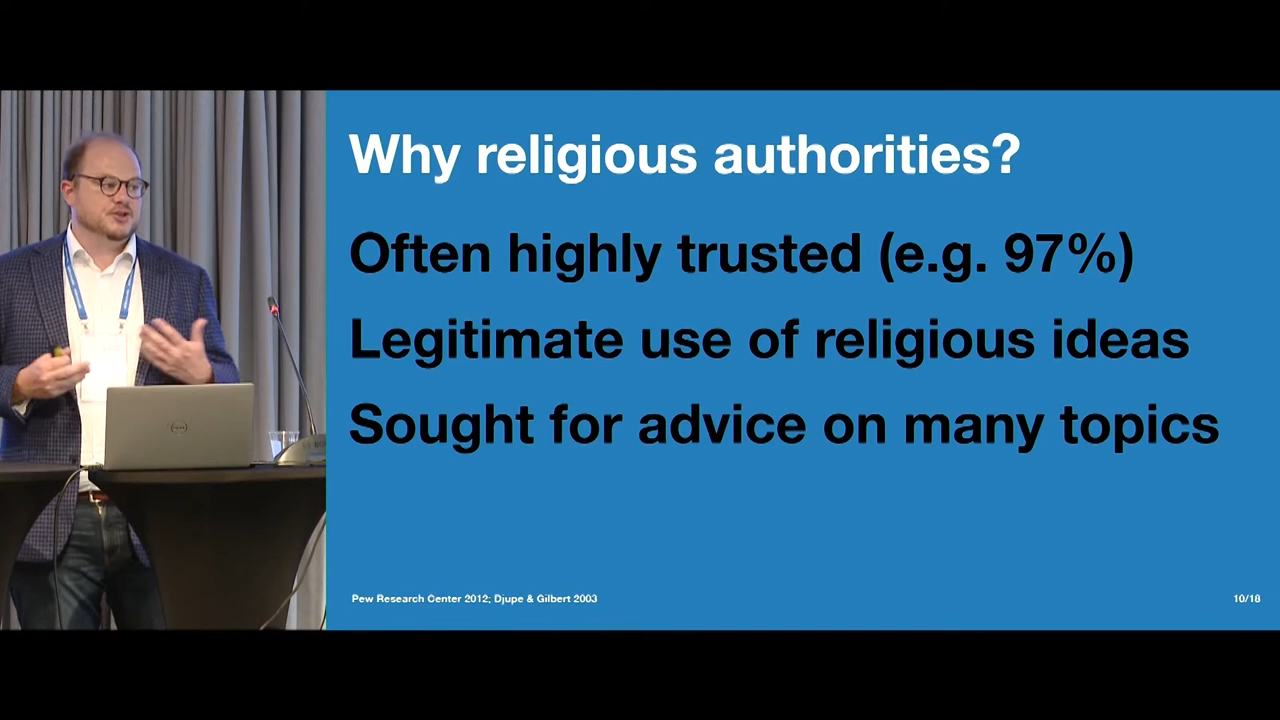 Why religious authorities?
Often highly trusted (e.g. 97%)
Legitimate use of religious ideas
Sought for advice on many topics
Pew Research Center 2012; Djupe & Gilbert 2003
10/18